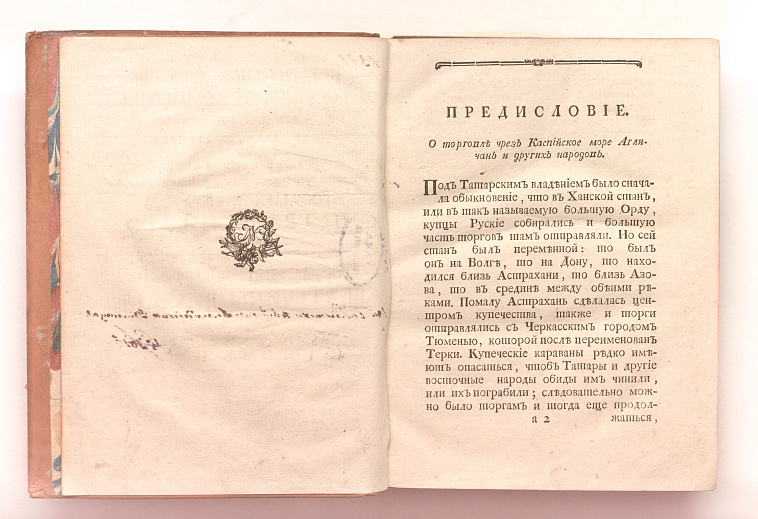 ПРЕДИСЛОВІЕ.
О торговлѣ чрезъ Каспійское море Агли-
чанъ и другихъ народовъ.
Подъ Татарскимъ владѣніемъ было снача-
ла обыкновеніе, что въ Ханской станъ,
или въ такъ называемую большую Орду,
купцы Рускіе собирались и большую
часть торговъ тамъ отправляли. Но сей
станъ былъ перемѣнной: то былъ
онъ на Волгѣ, то на Дону, то нахо-
дился близь Астрахани, то близь Азо-
ва, то въ срединѣ между обѣими рѣ-
ками. Помалу Астрахань сдѣлалась цен-
тромъ купечества, также и торги
отправлялись съ Черкасскимъ городомъ
Тюменью, которой послѣ переименованъ
Терки. Купеческіе караваны рѣдко имѣ-
ютъ опасаться, чтобъ Татары и другіе
восточные народы обиды имъ чинили,
или ихъ пограбили; слѣдовательно мож-
но было торгамъ и тогда еще продол-
а 2 жаться,